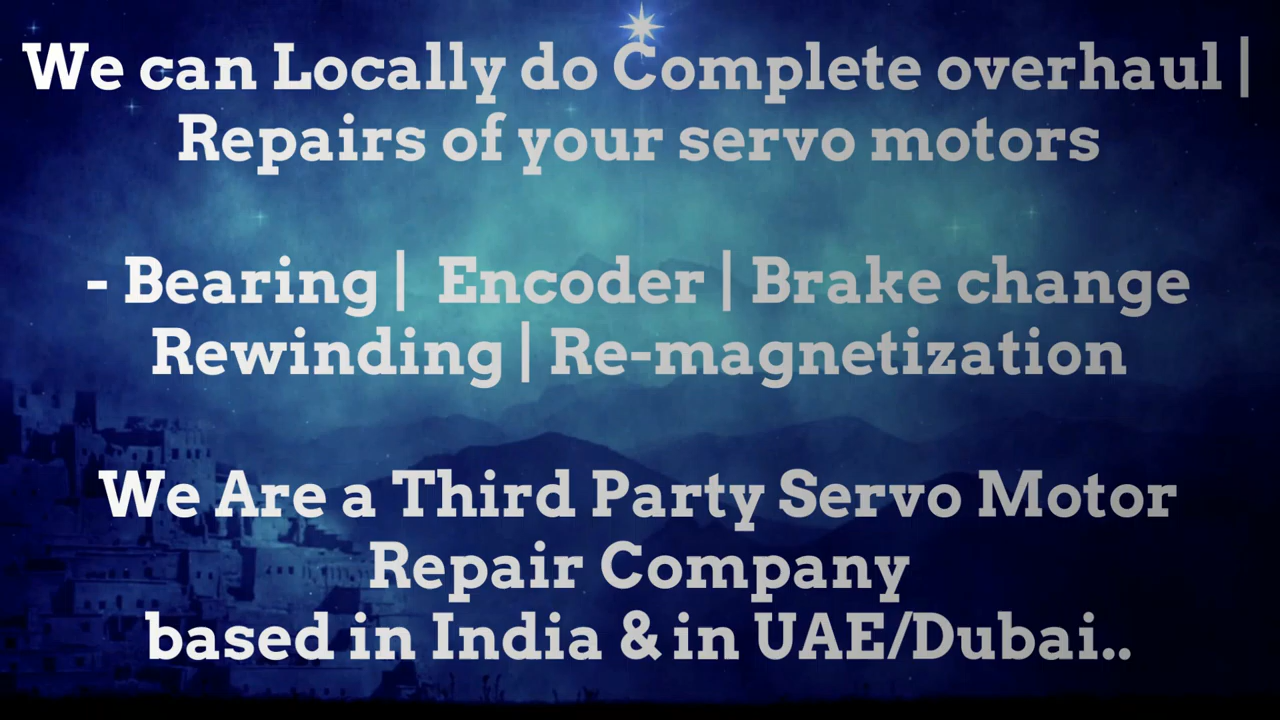 We can Locally do Complete overhaul |
Repairs of your servo motors
- Bearing | Encoder | Brake change
Rewinding | Re-magnetization
We Are a Third Party Servo Motor
Repair Company
based in India & in UAE/Dubai..